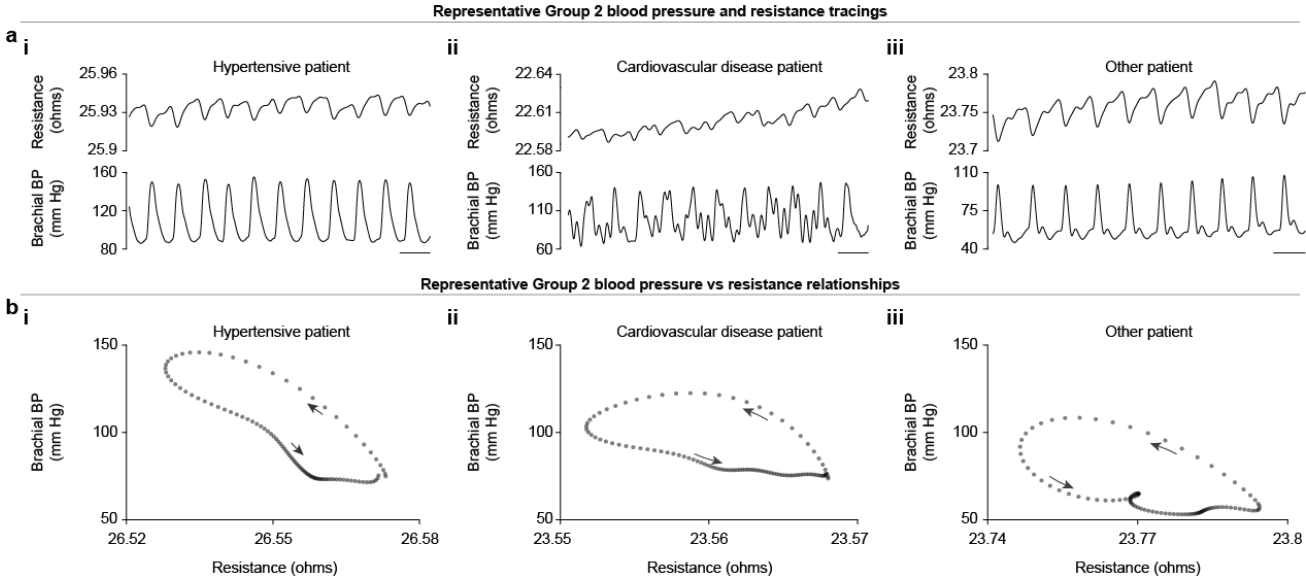 Representative Group 2 blood pressure and resistance tracings
a
i
Hypertensive patient
Resistance
(ohms)
25.96
25.93
25.9
Brachial BP
(mm Hg)
160
120
80
ii
Cardiovascular disease patient
Resistance
(ohms)
22.64
22.61
22.58
Brachial BP
(mm Hg)
160
110
60
iii
Other patient
Resistance
(ohms)
23.8
23.75
23.7
Brachial BP
(mm Hg)
110
75
40
Representative Group 2 blood pressure vs resistance relationships
b
i
Hypertensive patient
Brachial BP
(mm Hg)
150
100
50
26.52
26.55
26.58
Resistance (ohms)
ii
Cardiovascular disease patient
Brachial BP
(mm Hg)
150
100
50
23.55
23.56
23.57
Resistance (ohms)
iii
Other patient
Brachial BP
(mm Hg)
150
100
50
23.74
23.77
23.8
Resistance (ohms)